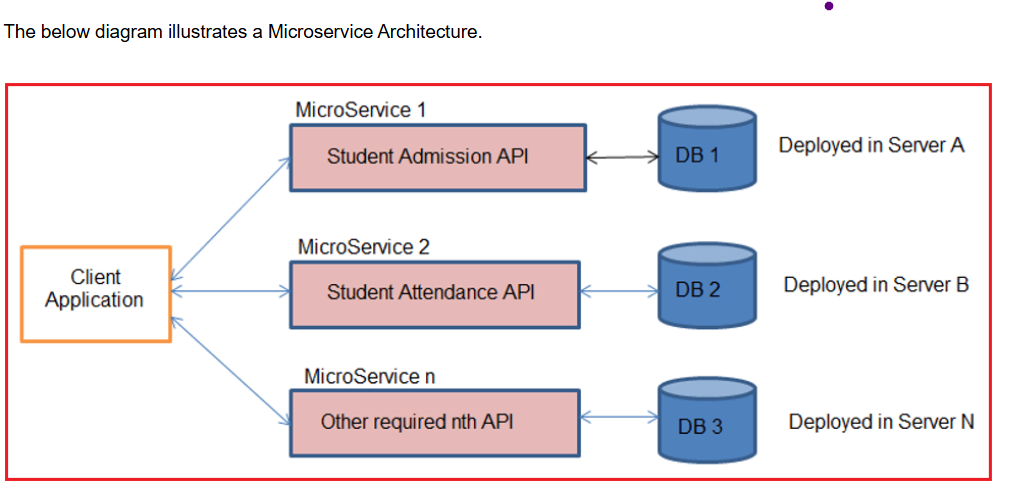 The below diagram illustrates a Microservice Architecture.
MicroService 1
Student Admission API
DB 1
Deployed in Server A
MicroService 2
Client
Application
Student Attendance API
DB 2
Deployed in Server B
MicroService n
Other required nth API
DB 3
Deployed in Server N